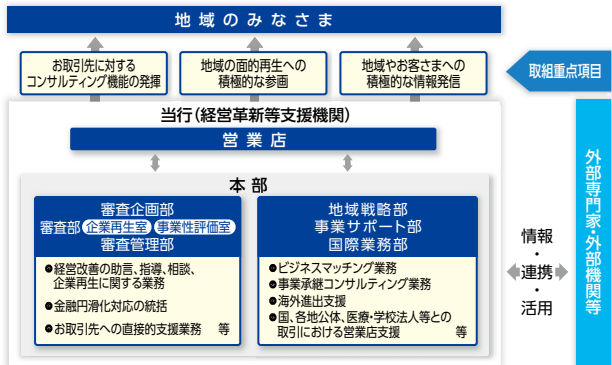 地域のみなさま
お取引先に対する
コンサルティング機能の発揮
地域の面的再生への
積極的な参画
地域やお客さまへの
積極的な情報発信
取組重点項目
当行(経営革新等支援機関)
営業店
本部
審査企画部
審査部 企業再生室 事業性評価室
審査管理部
●経営改善の助言、指導、相談、
企業再生に関する業務
●金融円滑化対応の統括
●お取引先への直接的支援業務 等
地域戦略部
事業サポート部
国際業務部
●ビジネスマッチング業務
●事業承継コンサルティング業務
●海外進出支援
●国、各地公体、医療・学校法人等との
取引における営業店支援 等
情報
・
連携
・
活用
外部専門家・外部機関等